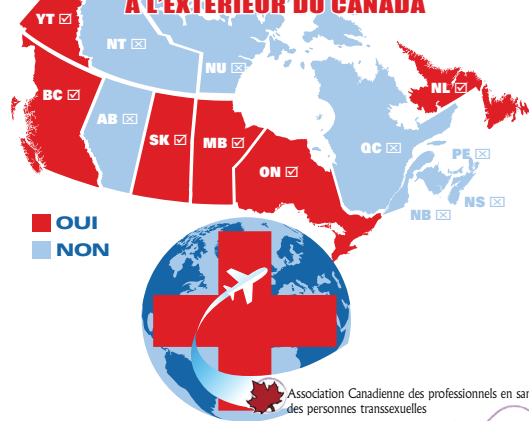 À L'EXTÉRIEUR DU CANADA
YT ☑
NT ☒
NU ☒
NL ☑
BC ☑
AB ☒
SK ☑
MB ☑
ON ☑
QC ☒
PE ☒
NS ☒
NB ☒
OUI
NON
Association Canadienne des professionnels en
des personnes transsexuelles